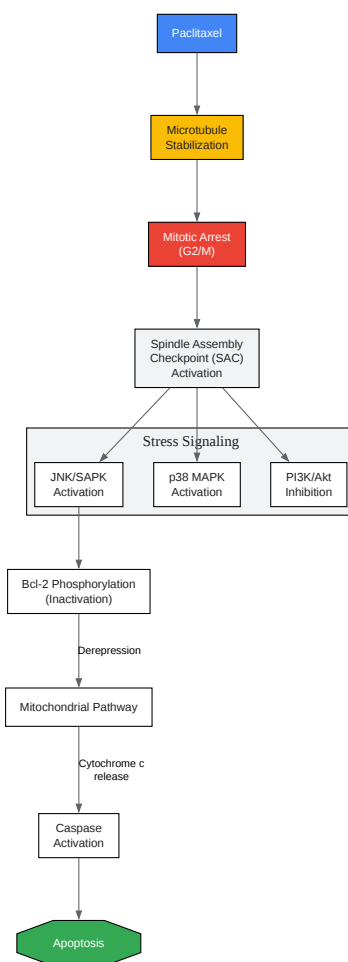 Paclitaxel
Microtubule
Stabilization
Mitotic Arrest
(G2/M)
Spindle Assembly
Checkpoint (SAC)
Activation
Stress Signaling
JNK/SAPK
Activation
p38 MAPK
Activation
PI3K/Akt
Inhibition
Bcl-2 Phosphorylation
(Inactivation)
Derepression
Mitochondrial Pathway
Cytochrome c
release
Caspase
Activation
Apoptosis